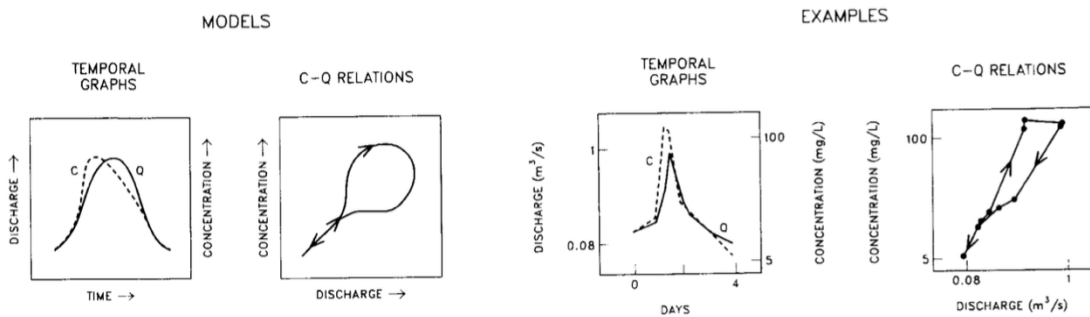 MODELS
EXAMPLES
TEMPORAL
GRAPHS
C-Q RELATIONS
DISCHARGE →
C
Q
CONCENTRATION →
TIME →
CONCENTRATION →
DISCHARGE →
TEMPORAL
GRAPHS
C-Q RELATIONS
DISCHARGE (m³/s)
1
0.08
C
Q
100
5
CONCENTRATION (mg/L)
0
4
DAYS
CONCENTRATION (mg/L)
100
5
0.08
1
DISCHARGE (m³/s)